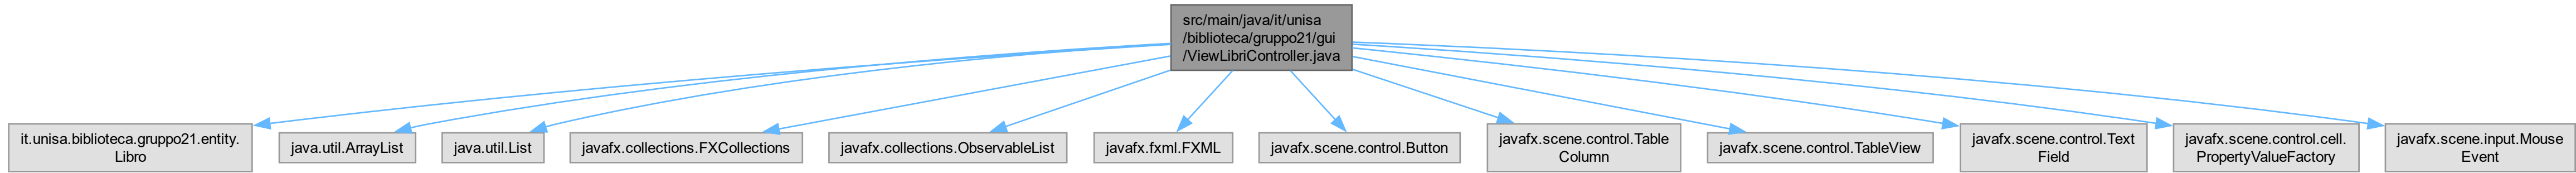 src/main/java/it/unisa
/biblioteca/gruppo21/gui
/ViewLibriController.java
it.unisa.biblioteca.gruppo21.entity.
Libro
java.util.ArrayList
java.util.List
javafx.collections.FXCollections
javafx.collections.ObservableList
javafx.fxml.FXML
javafx.scene.control.Button
javafx.scene.control.Table
Column
javafx.scene.control.TableView
javafx.scene.control.Text
Field
javafx.scene.control.cell.
PropertyValueFactory
javafx.scene.input.Mouse
Event